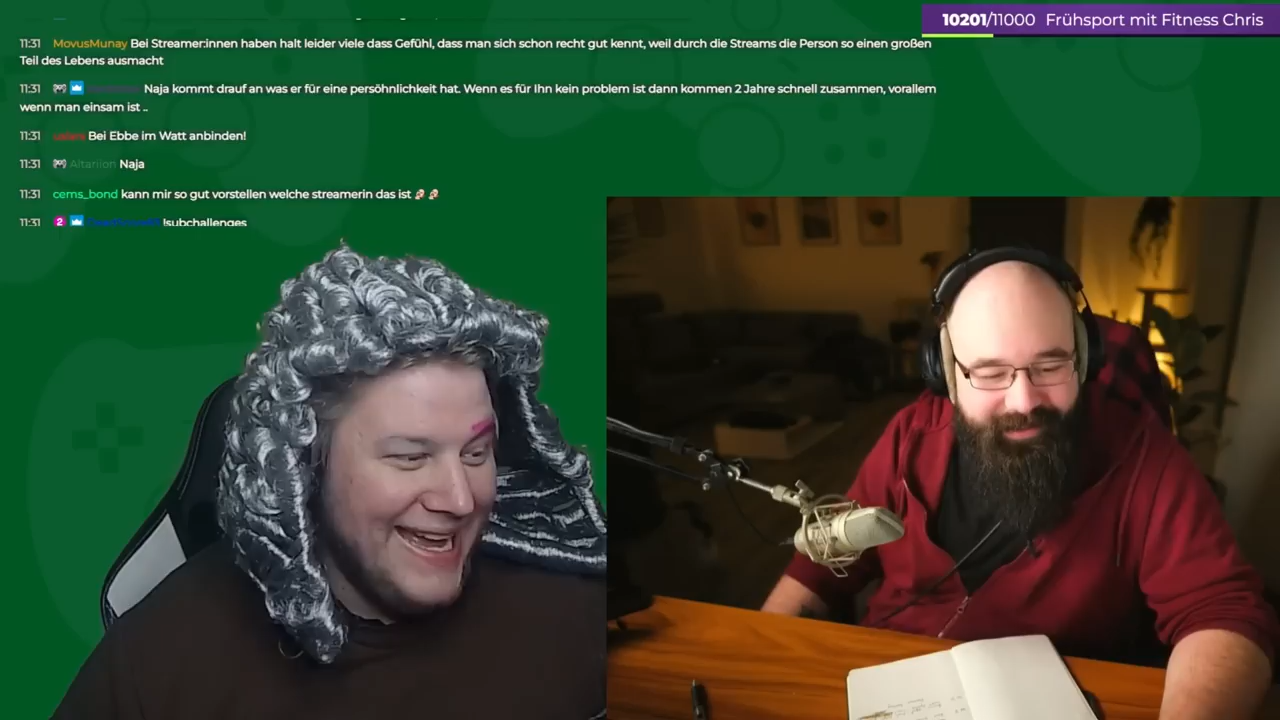 10201/11000 Frühsport mit Fitness Chris
11:31 MovusMunay Bei Streamer:innen haben halt leider viele dass Gefühl, dass man sich schon recht gut kennt, weil durch die Streams die Person so einen großen
Teil des Lebens ausmacht
11:31 Naja kommt drauf an was er für eine persöhnlichkeit hat. Wenn es für Ihn kein problem ist dann kommen 2 Jahre schnell zusammen, vorallem
wenn man einsam ist ..
11:31 Bei Ebbe im Watt anbinden!
11:31 Altariion Naja
11:31 cems_bond kann mir so gut vorstellen welche streamerin das ist
11:31 2 !subchallenges